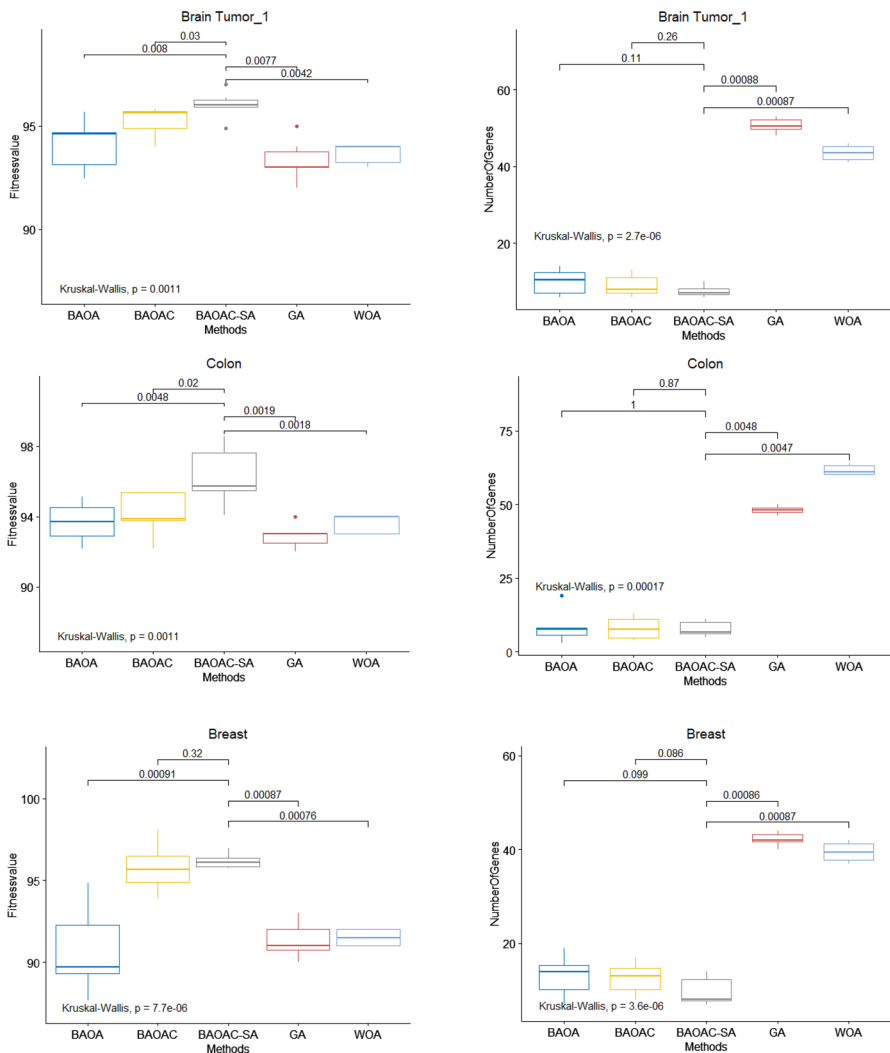 Brain Tumor_1
0.03
0.008
0.0077
0.0042
95
90
Fitnessvalue
Kruskal-Wallis, p = 0.0011
BAOA BAOAC BAOAC-SA GA WOA
Methods
Brain Tumor_1
0.26
0.11
0.00088
0.00087
60
40
20
NumberOfGenes
Kruskal-Wallis, p = 2.7e-06
BAOA BAOAC BAOAC-SA GA WOA
Methods
Colon
0.02
0.0048
0.0019
0.0018
98
94
90
Fitnessvalue
Kruskal-Wallis, p = 0.0011
BAOA BAOAC BAOAC-SA GA WOA
Methods
Colon
0.87
1
0.0048
0.0047
75
50
25
0
NumberOfGenes
Kruskal-Wallis, p = 0.00017
BAOA BAOAC BAOAC-SA GA WOA
Methods
Breast
0.32
0.00091
0.00087
0.00076
100
95
90
Fitnessvalue
Kruskal-Wallis, p = 7.7e-06
BAOA BAOAC BAOAC-SA GA WOA
Methods
Breast
0.086
0.099
0.00086
0.00087
60
40
20
NumberOfGenes
Kruskal-Wallis, p = 3.6e-06
BAOA BAOAC BAOAC-SA GA WOA
Methods